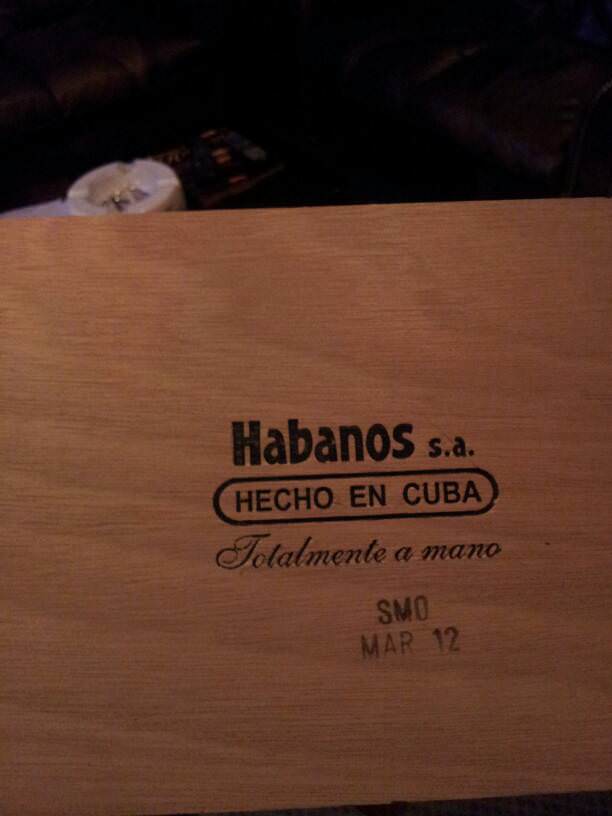 Habanos s.a.
HECHO EN CUBA
Totalmente a mano
SMO
MAR 12